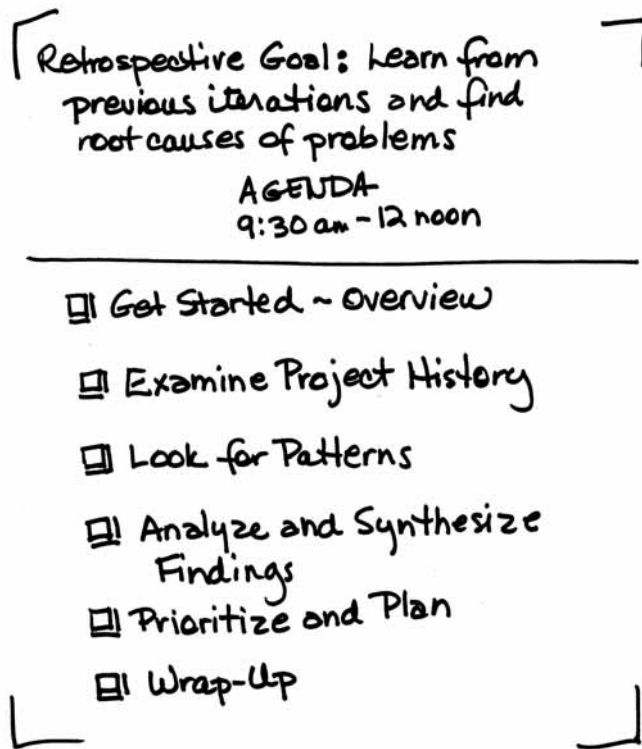 Retrospective Goal: Learn from
previous iterations and find
root causes of problems
AGENDA
9:30 am - 12 noon
Get Started ~ Overview
Examine Project History
Look for Patterns
Analyze and Synthesize
Findings
Prioritize and Plan
Wrap-Up